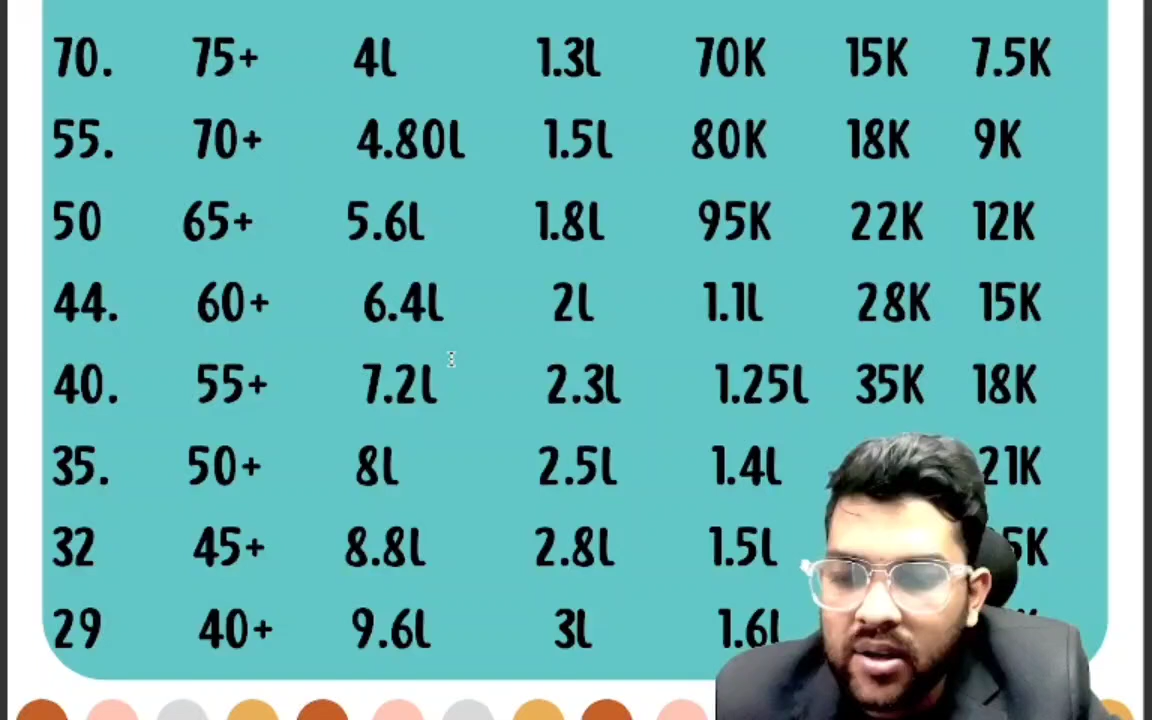 70. 75+ 4L 1.3L 70K 15K 7.5K
55. 70+ 4.80L 1.5L 80K 18K 9K
50 65+ 5.6L 1.8L 95K 22K 12K
44. 60+ 6.4L 2L 1.1L 28K 15K
40. 55+ 7.2L 2.3L 1.25L 35K 18K
35. 50+ 8L 2.5L 1.4L 21K
32 45+ 8.8L 2.8L 1.5L
29 40+ 9.6L 3L 1.6L